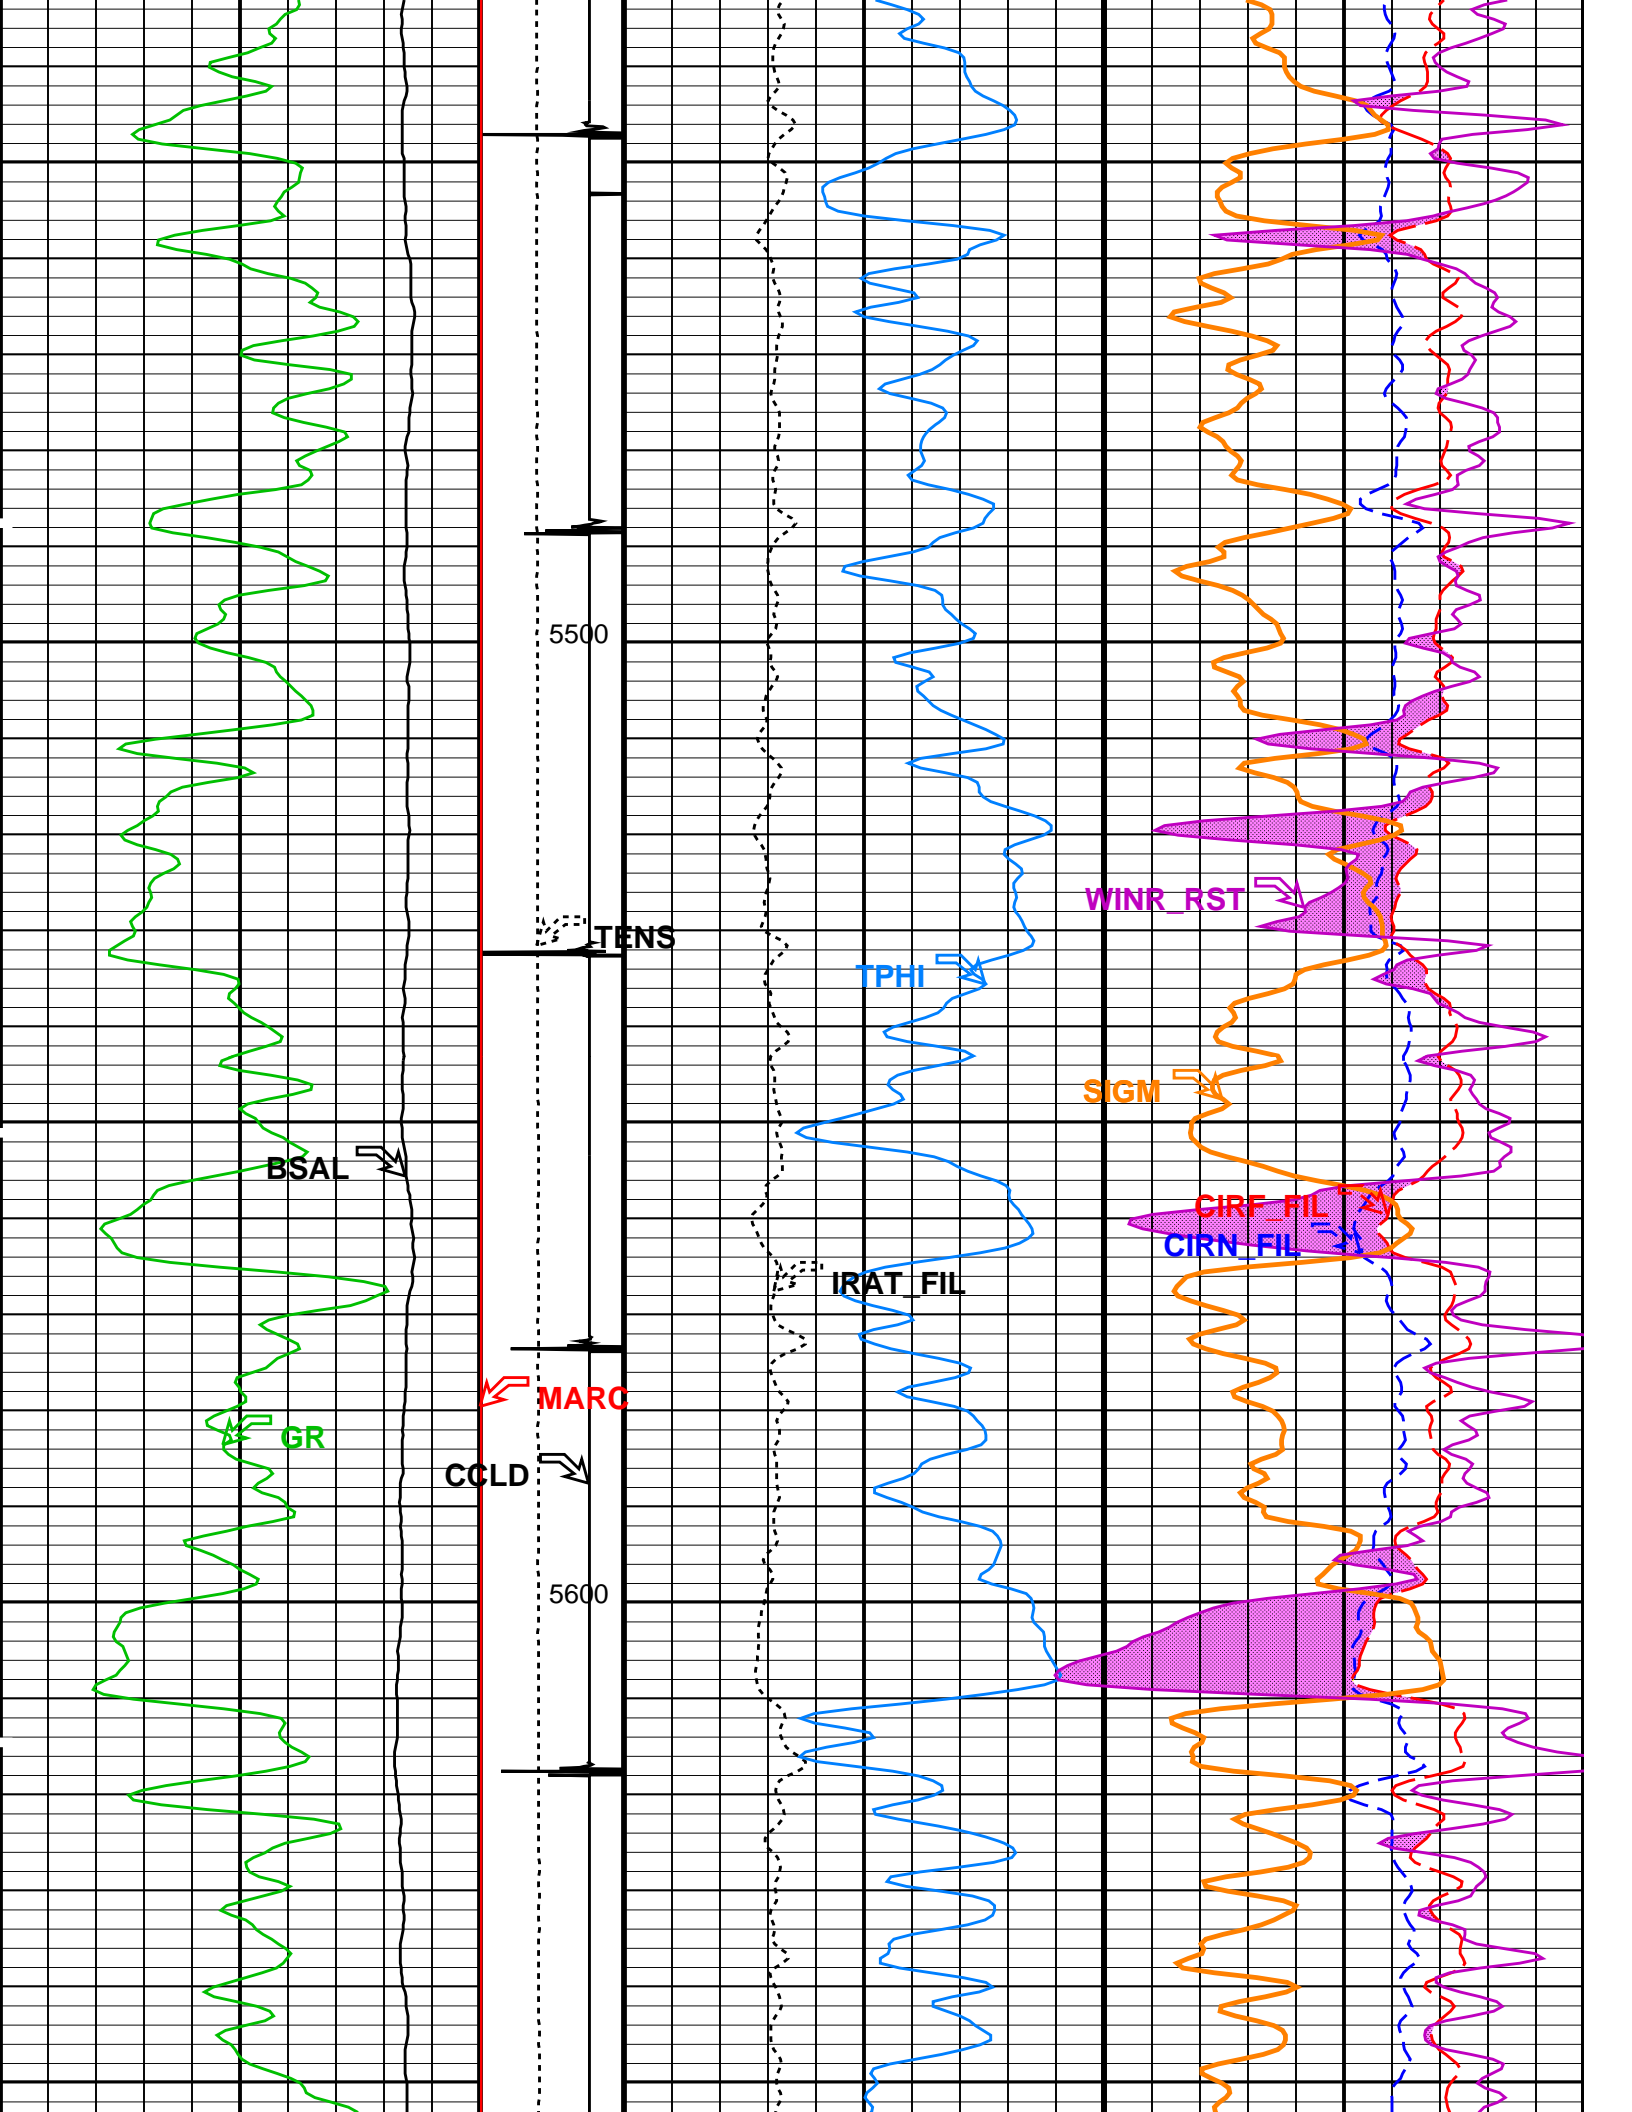 5500
WINR_RST
TENS
TPHI
SIGM
BSAL
CIRF_FIL
CIRN_FIL
IRAT_FIL
MARC
GR
CCLD
5600